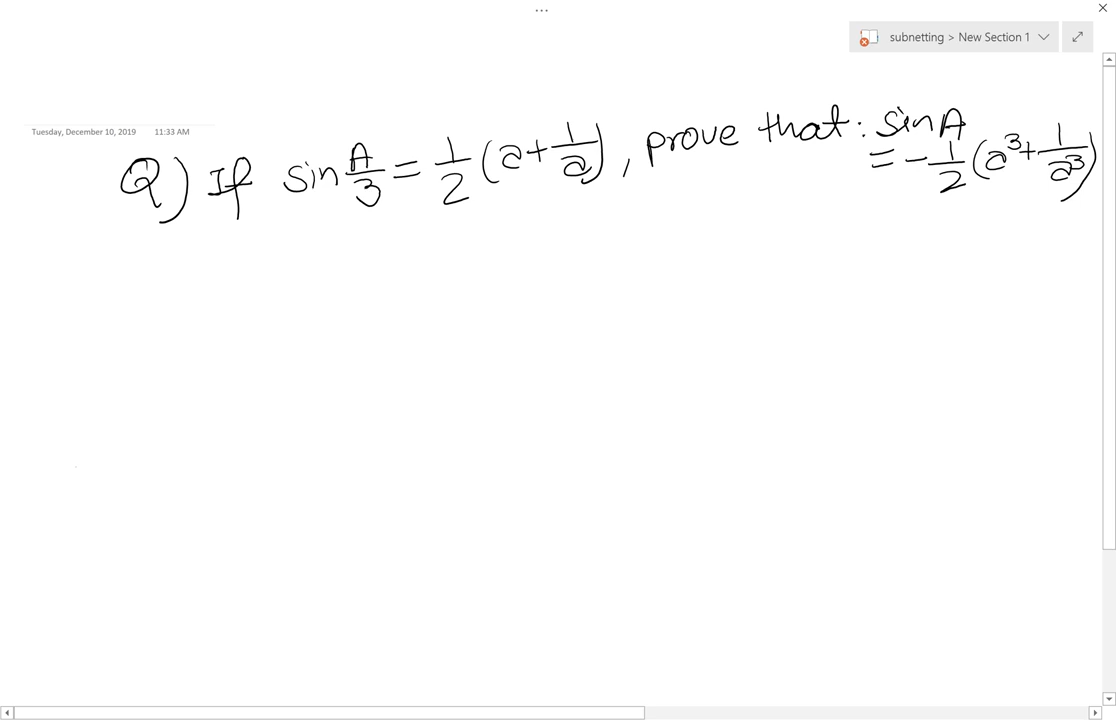 ...
subnetting > New Section 1
Tuesday, December 10, 2019 11:33 AM
Q) If sin A/3 = 1/2 (a + 1/a), prove that: sin A
= - 1/2 (a³ + 1/a³)